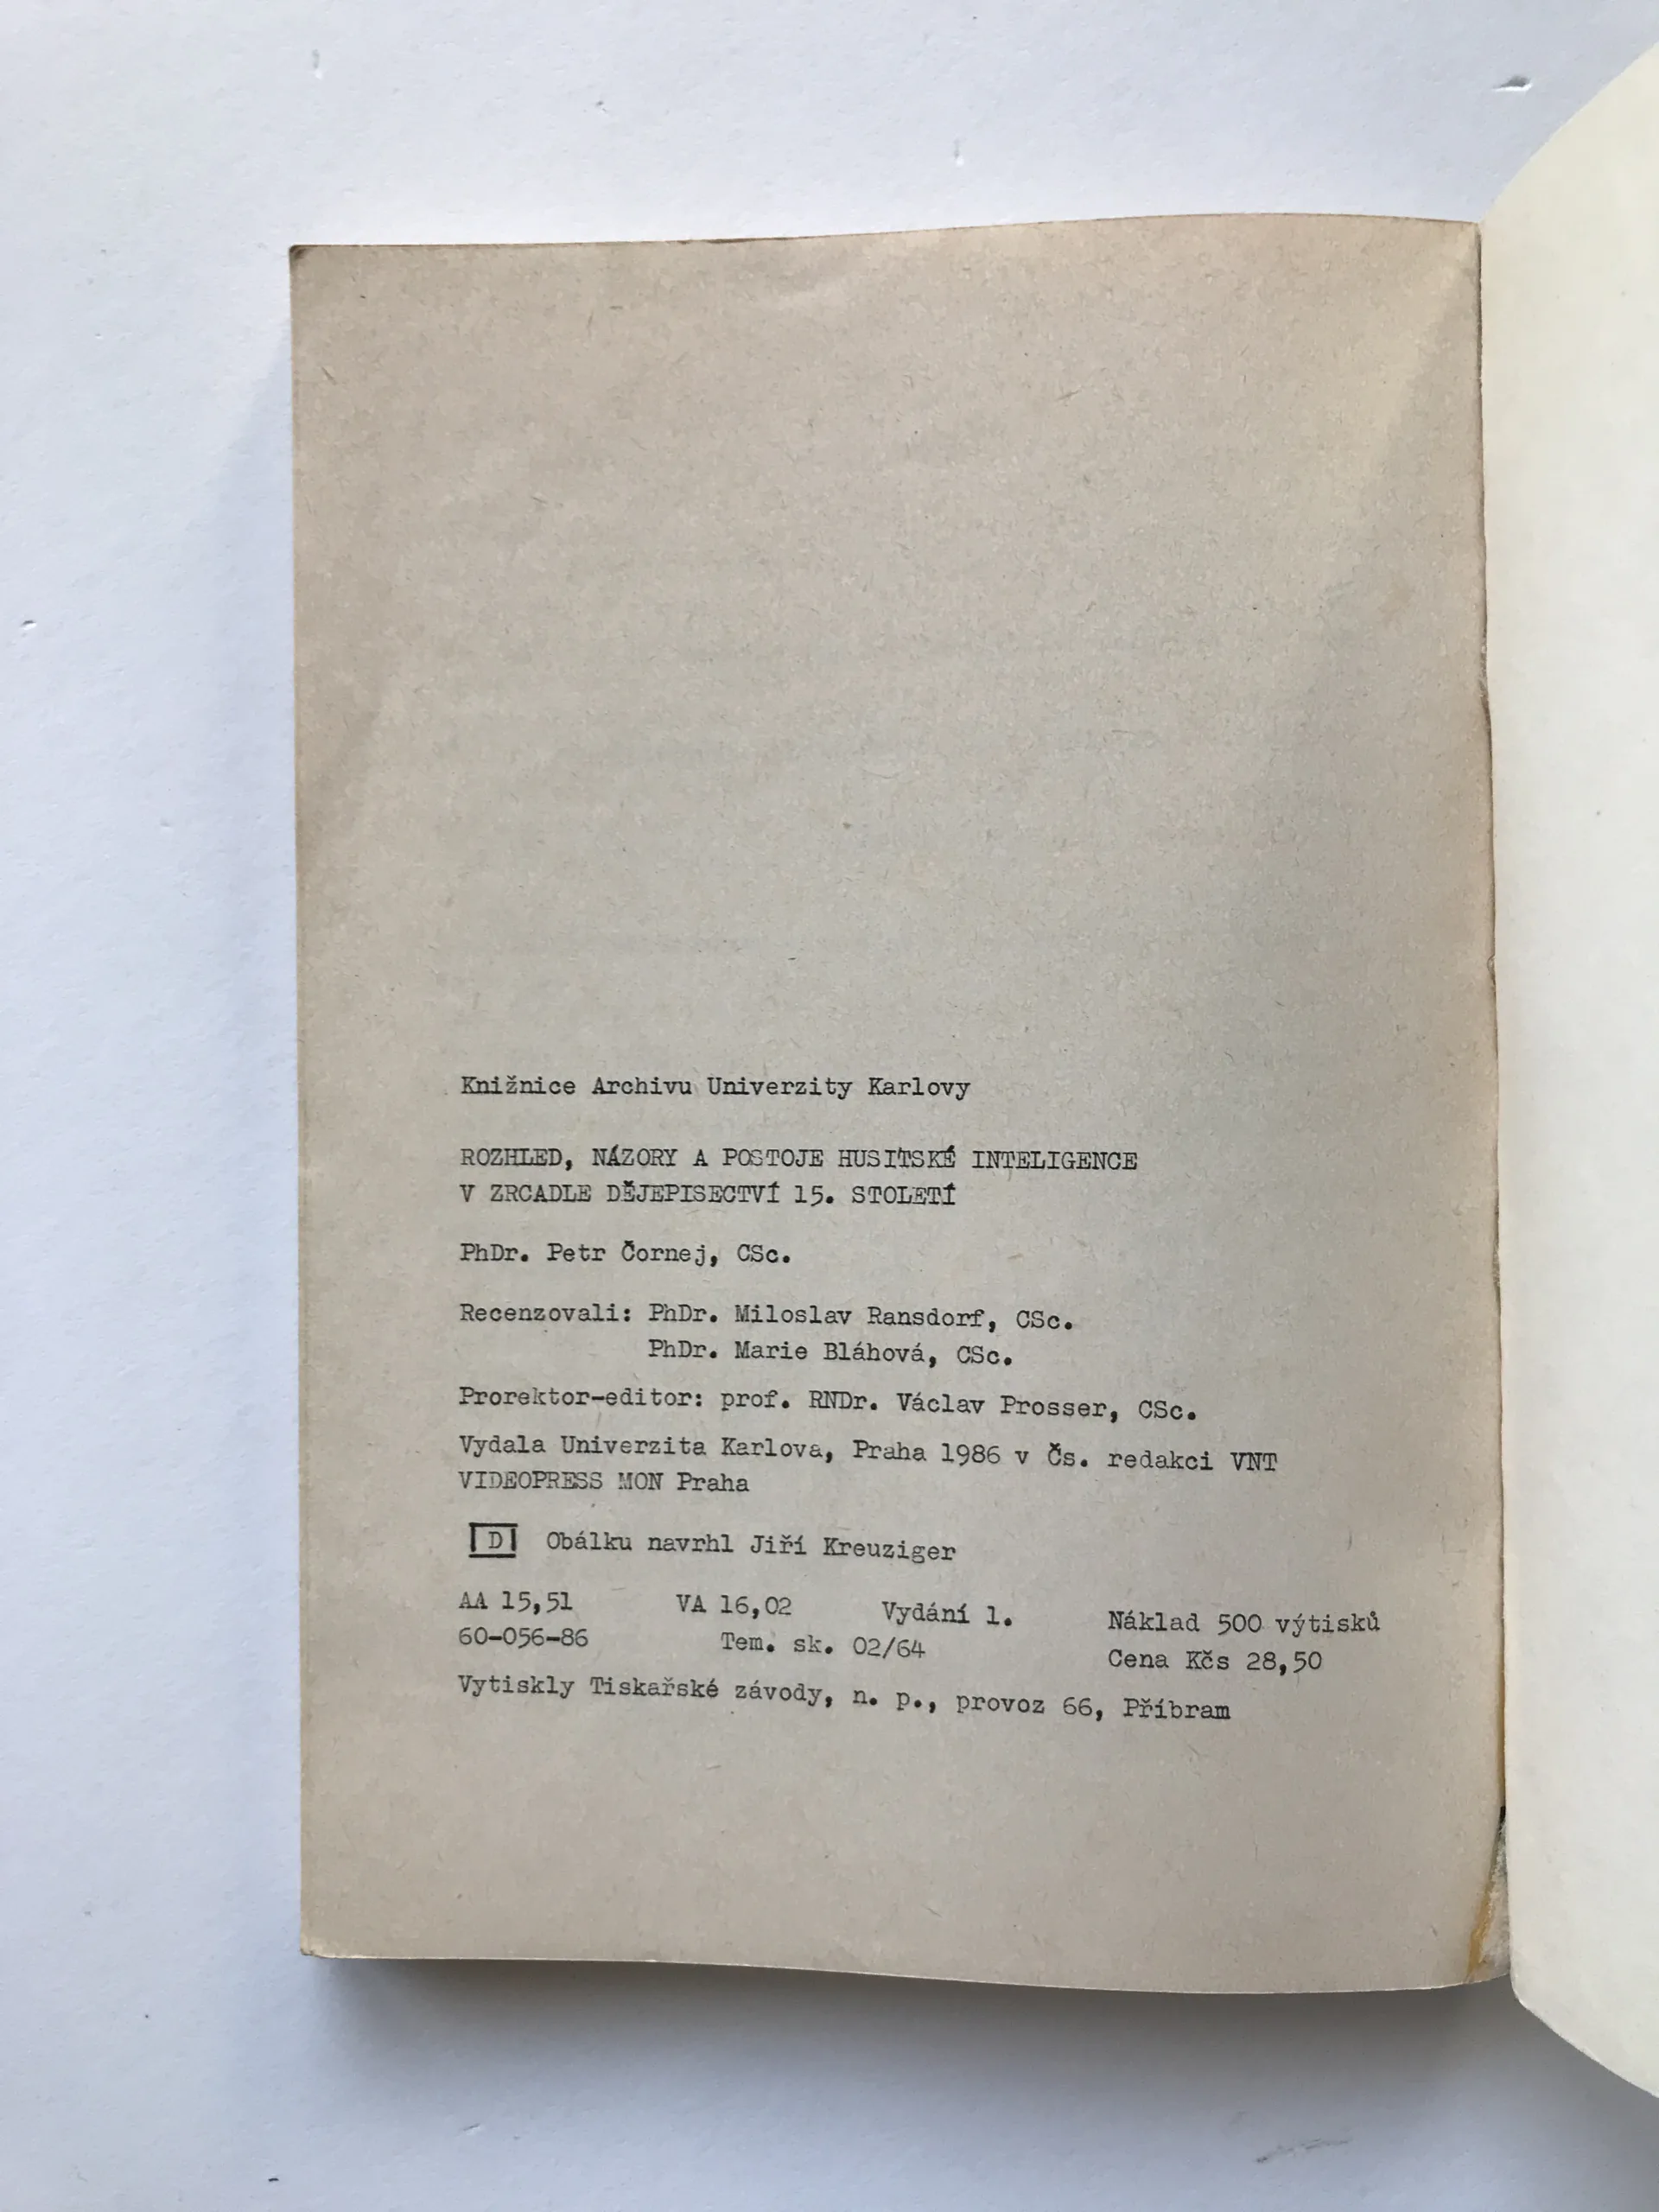 Knižnice Archivu Univerzity Karlovy
ROZHLED, NÁZORY A POSTOJE HUSITSKÉ INTELIGENCE
V ZRCADLE DĚJEPISECTVÍ 15. STOLETÍ
PhDr. Petr Čornej, CSc.
Recenzovali: PhDr. Miloslav Ransdorf, CSc.
PhDr. Marie Bláhová, CSc.
Prorektor-editor: prof. RNDr. Václav Prosser, CSc.
Vydala Univerzita Karlova, Praha 1986 v Čs. redakci VNT
VIDEOPRESS MON Praha
D Obálku navrhl Jiří Kreuziger
AA 15,51 VA 16,02 Vydání 1. Náklad 500 výtisků
60-056-86 Tem. sk. 02/64 Cena Kčs 28,50
Vytiskly Tiskařské závody, n. p., provoz 66, Příbram